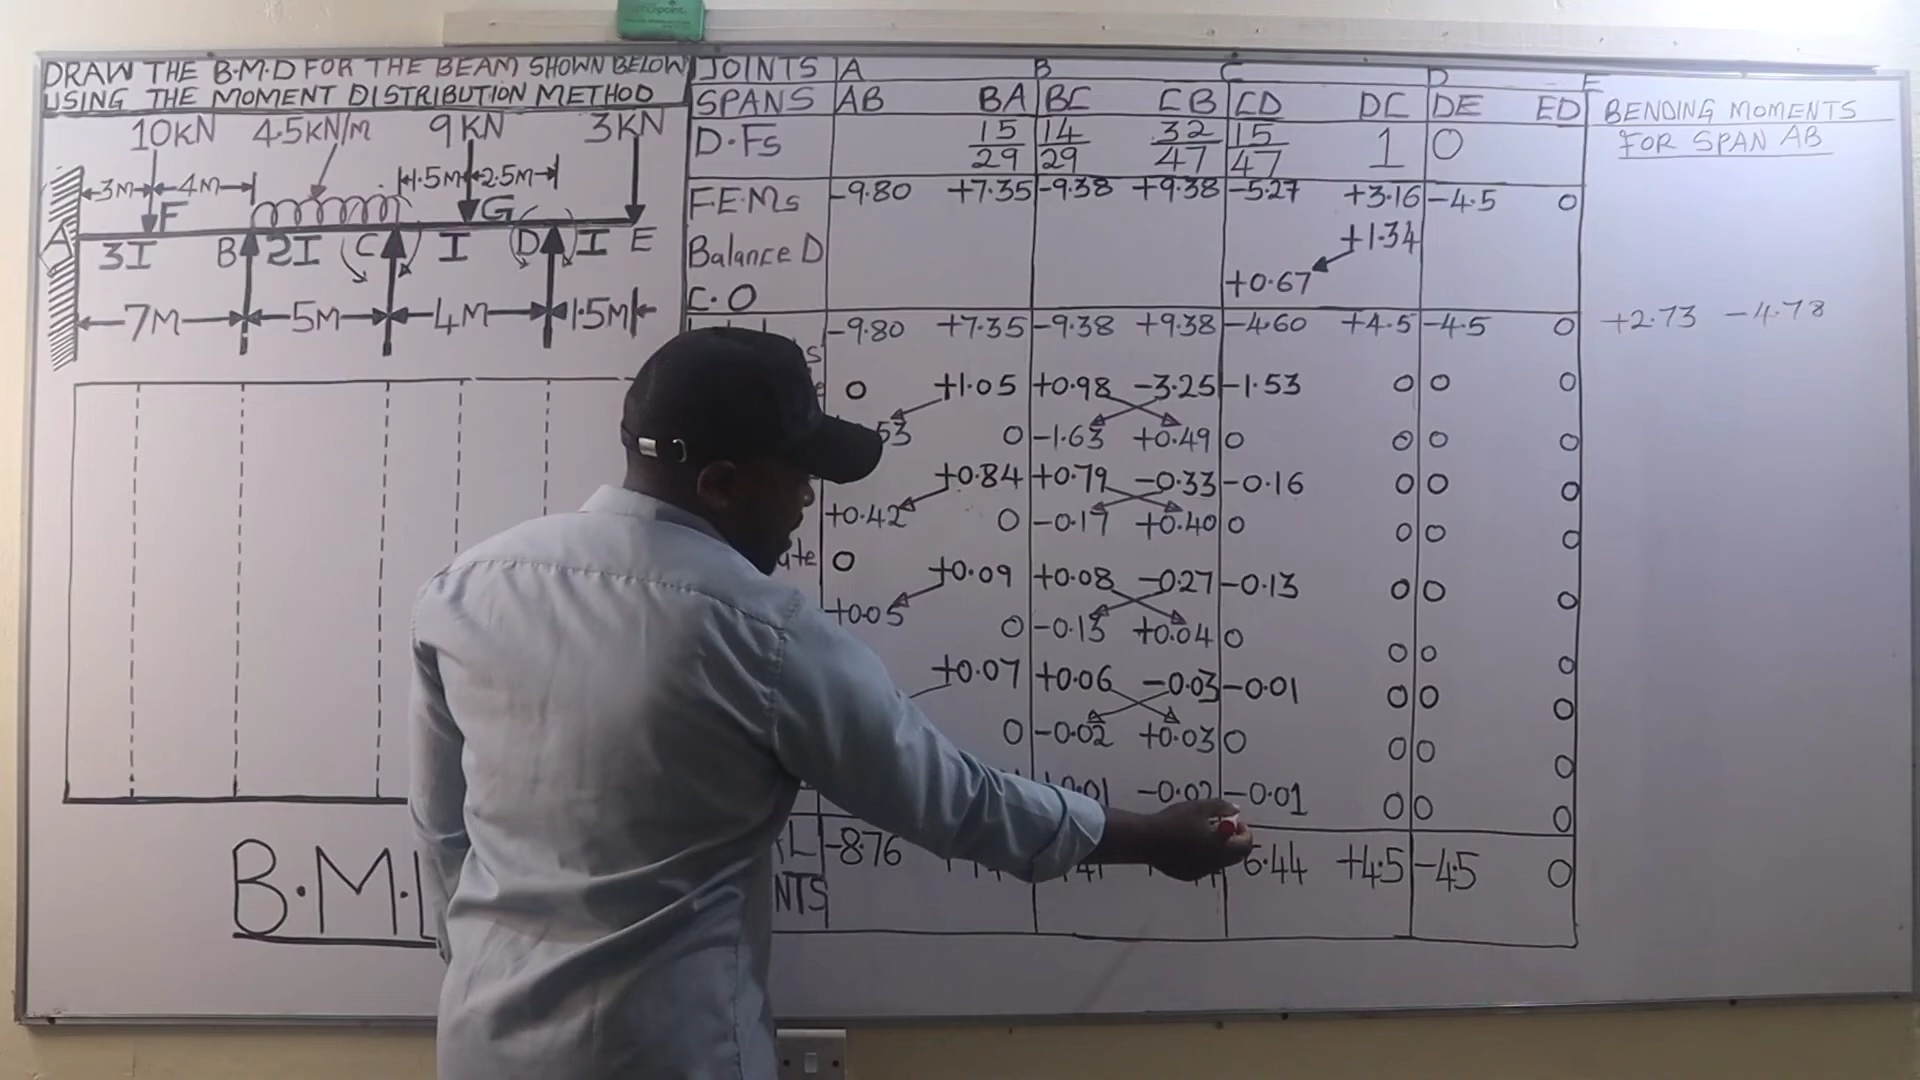 DRAW THE B.M.D FOR THE BEAM SHOWN BELOW
USING THE MOMENT DISTRIBUTION METHOD
10KN 4.5KN/m 9KN 3KN
3M 4M 1.5M 2.5M
F G
A 3I B 2I C I D I E
7M 5M 4M 1.5M
JOINTS A B C D E
SPANS AB BA BC CB CD DC DE ED
D.Fs 15/29 14/29 32/47 15/47 1 0
F.E.Ms -9.80 +7.35 -9.38 +9.38 -5.27 +3.16 -4.5 0
Balance D +1.34
C.O +0.67
-9.80 +7.35 -9.38 +9.38 -4.60 +4.5 -4.5 0
0 +1.05 +0.98 -3.25 -1.53 0 0 0
53 0 -1.63 +0.49 0 0 0 0
+0.84 +0.79 -0.33 -0.16 0 0 0
+0.42 0 -0.17 +0.40 0 0 0 0
0 +0.09 +0.08 -0.27 -0.13 0 0 0
+0.05 0 -0.13 +0.04 0 0 0 0
+0.07 +0.06 -0.03 -0.01 0 0 0
0 -0.02 +0.03 0 0 0 0
-0.02 -0.01 0 0 0
-8.76 6.44 +4.5 -4.5 0
NTS
BENDING MOMENTS
FOR SPAN AB
+2.73 -4.78
B.M.